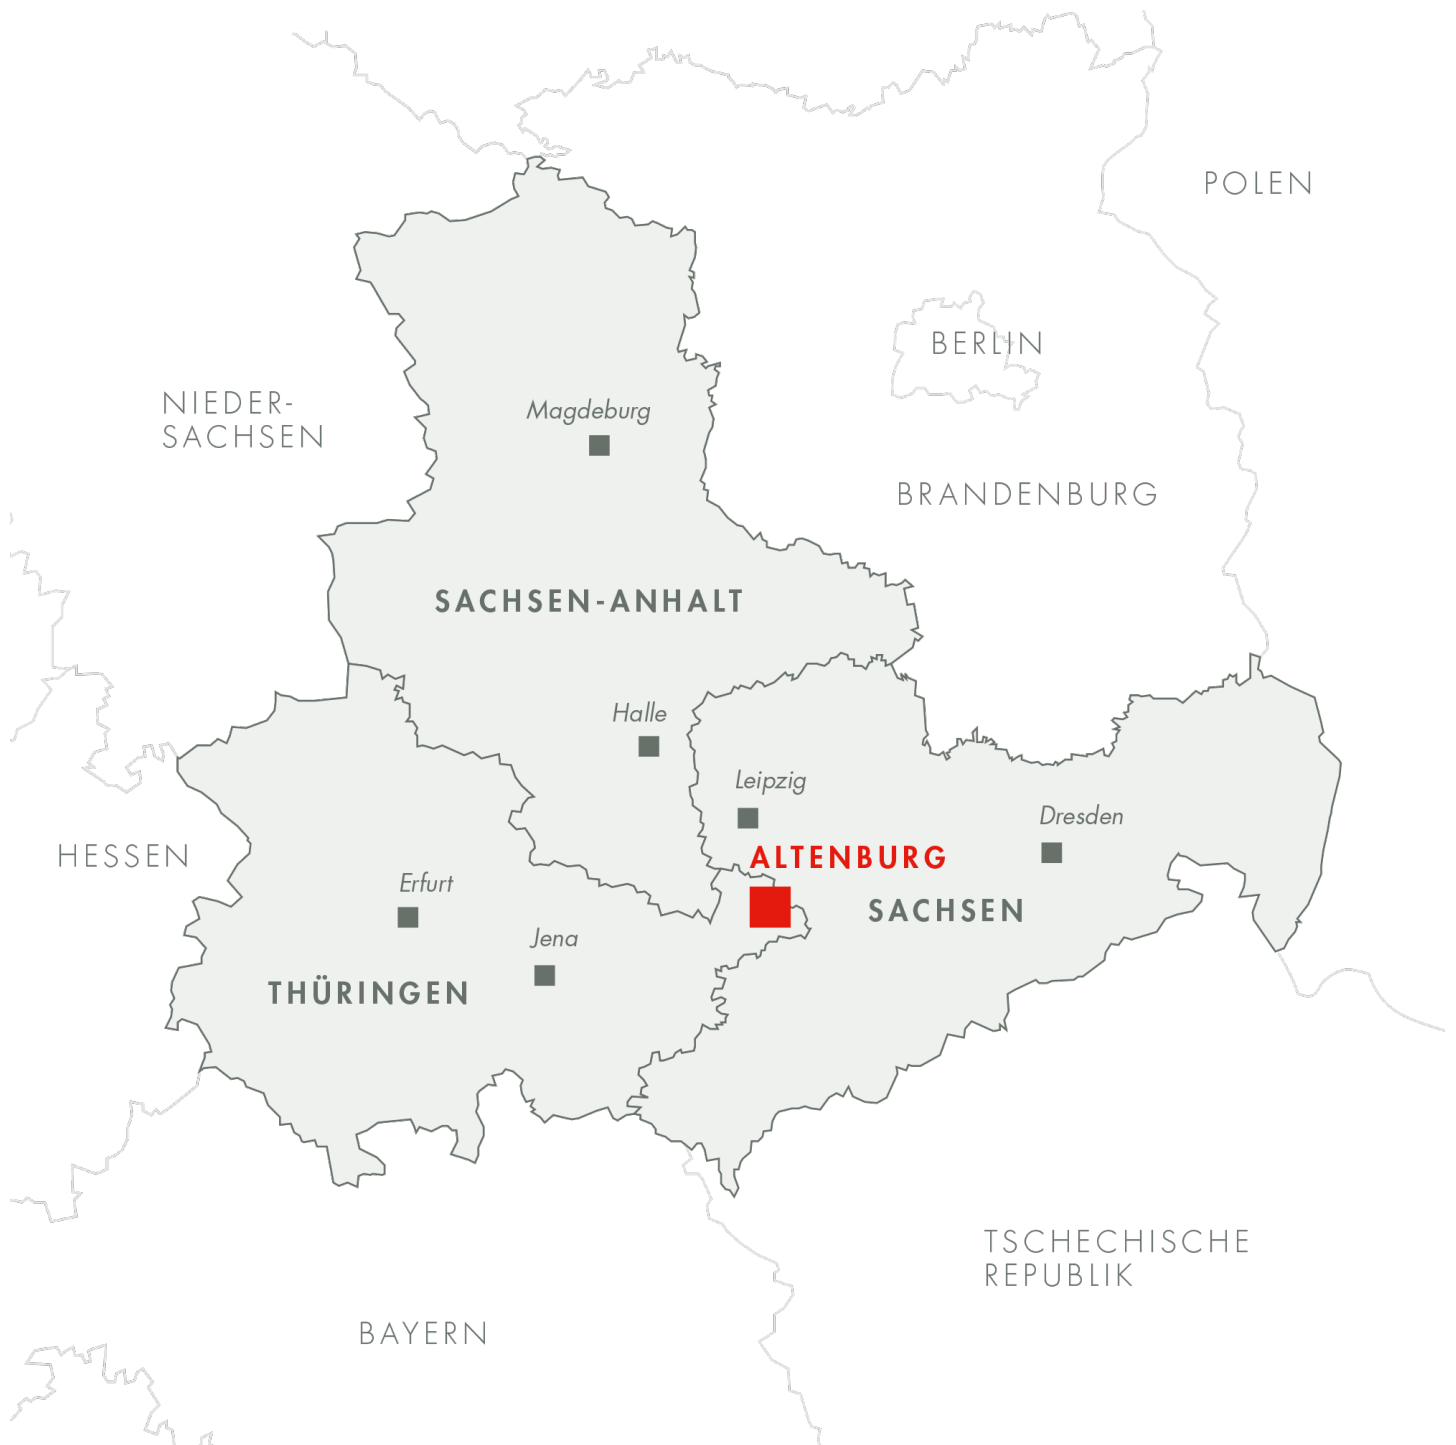 POLEN
BERLIN
NIEDER-
SACHSEN
Magdeburg
BRANDENBURG
SACHSEN-ANHALT
Halle
Leipzig
Dresden
HESSEN
ALTENBURG
Erfurt
SACHSEN
Jena
THÜRINGEN
TSCHECHISCHE
REPUBLIK
BAYERN